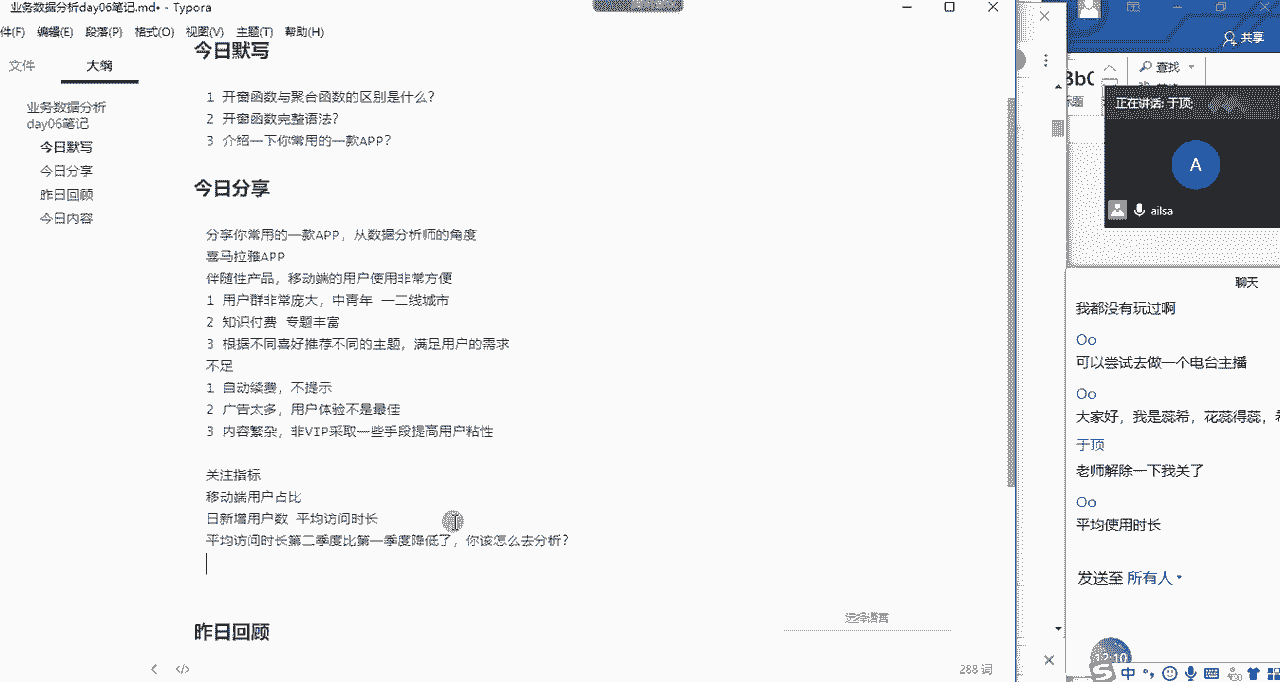 业务数据分析day06笔记.md• - Typora
件(F) 编辑(E) 段落(P) 格式(O) 视图(V) 主题(T) 帮助(H)
文件 大纲
业务数据分析
day06笔记
今日默写
今日分享
昨日回顾
今日内容
今日默写
1 开窗函数与聚合函数的区别是什么?
2 开窗函数完整语法?
3 介绍一下你常用的一款APP?
今日分享
分享你常用的一款APP，从数据分析师的角度
喜马拉雅APP
伴随性产品，移动端的用户使用非常方便
1 用户群非常庞大，中青年 一二线城市
2 知识付费 专题丰富
3 根据不同喜好推荐不同的主题，满足用户的需求
不足
1 自动续费，不提示
2 广告太多，用户体验不是最佳
3 内容繁杂，非VIP采取一些手段提高用户粘性
关注指标
移动端用户占比
日新增用户数 平均访问时长
平均访问时长第二季度比第一季度降低了，你该怎么去分析?
选择语言
昨日回顾
288 词
共享
查找
正在讲话: 于顶;
A
ailsa
聊天
我都没有玩过啊
Oo
可以尝试去做一个电台主播
Oo
大家好，我是蕊希，花蕊得蕊，希
于顶
老师解除一下我关了
Oo
平均使用时长
发送至 所有人
12:10
中